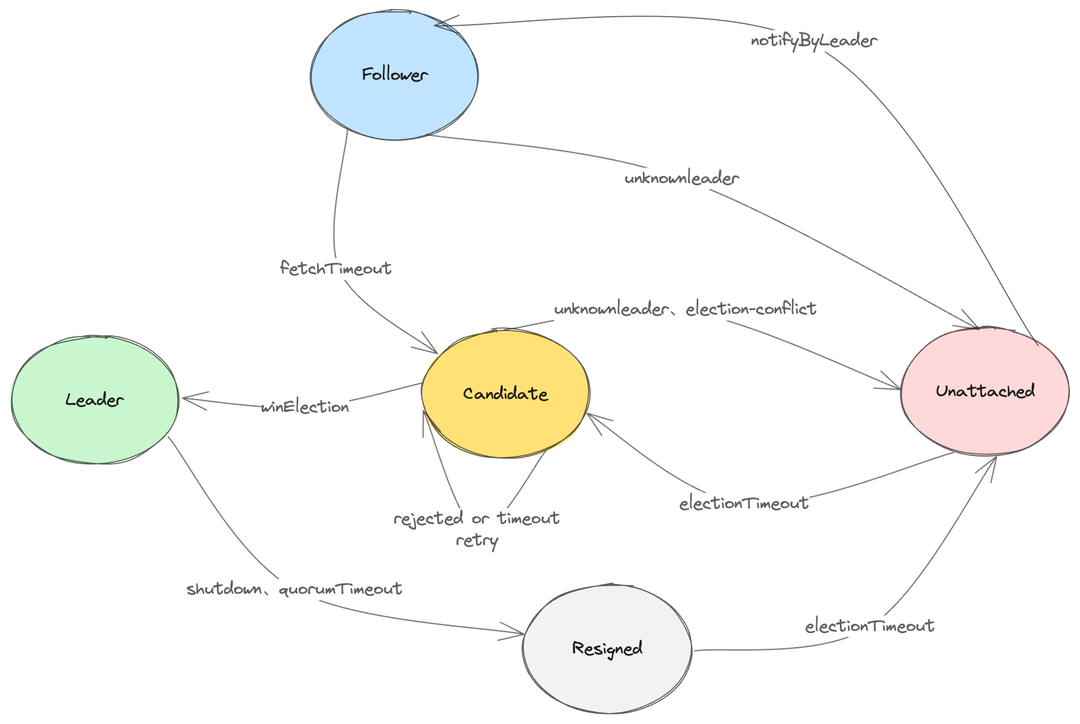 notifyByLeader
Follower
unknownleader
fetchTimeout
unknownleader、election-conflict
Leader
Candidate
Unattached
winElection
electionTimeout
rejected or timeout
retry
shutdown、quorumTimeout
electionTimeout
Resigned